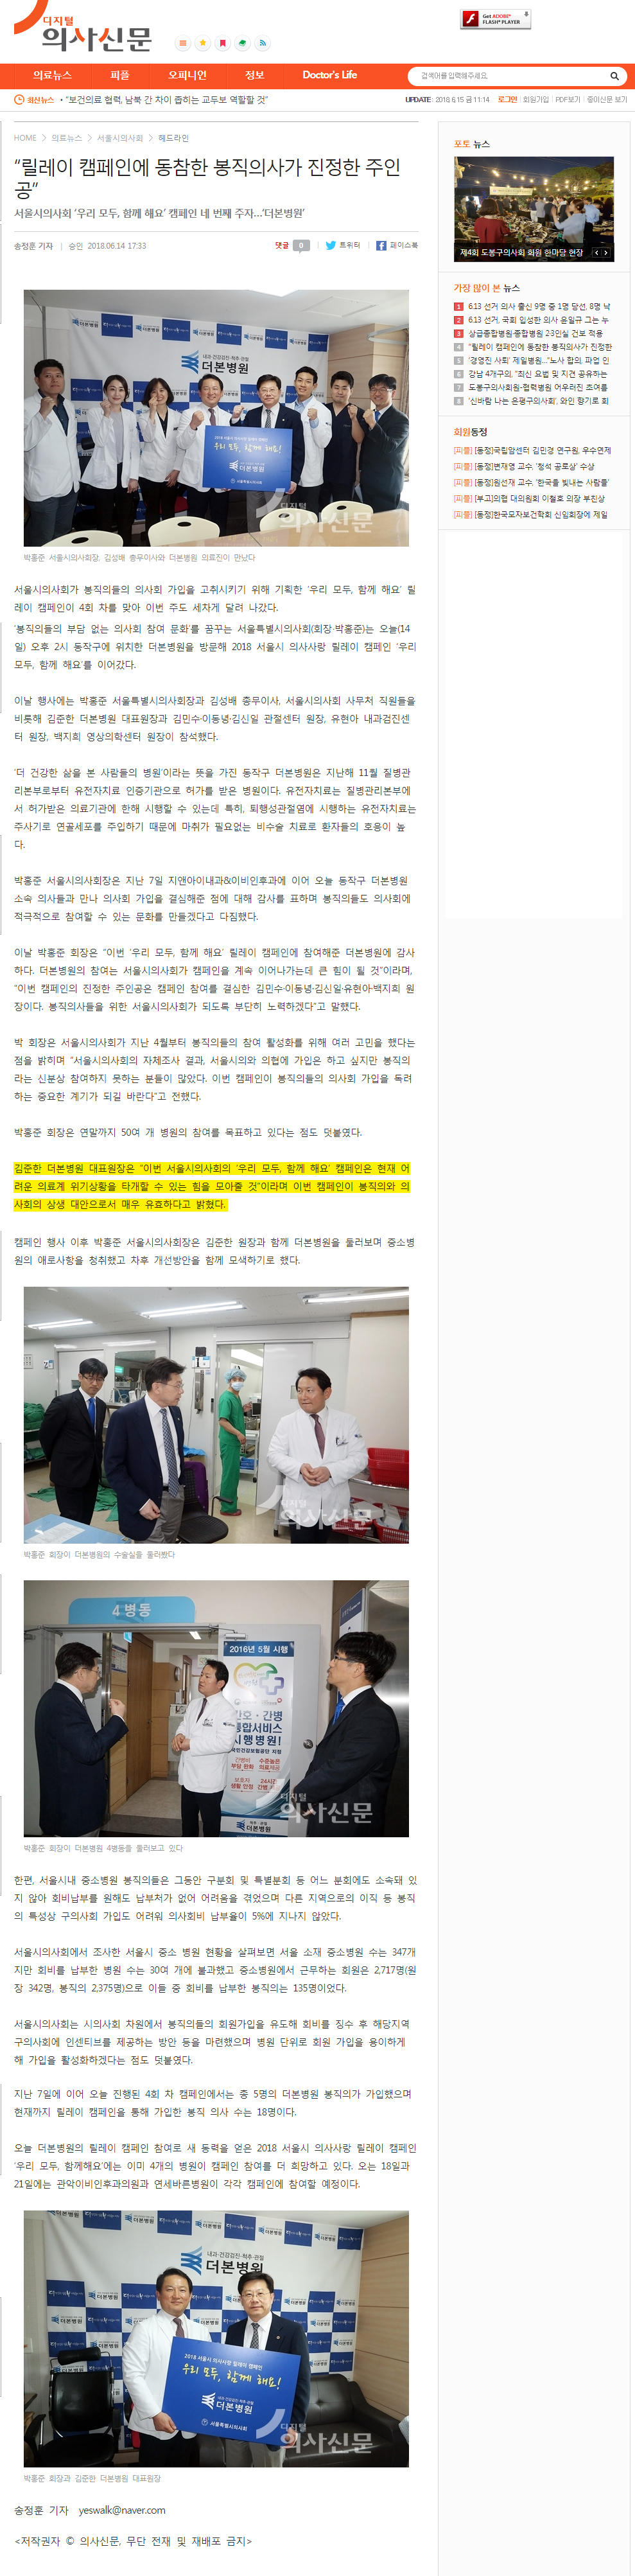 디지털
의사신문
Get ADOBE®
FLASH® PLAYER
의료뉴스 피플 오피니언 정보 Doctor's Life
검색어를 입력해주세요.
최신뉴스 • "보건의료 협력, 남북 간 차이 좁히는 교두보 역할할 것"
UPDATE : 2018.6.15 금 11:14 로그인 회원가입 PDF보기 종이신문 보기
HOME > 의료뉴스 > 서울시의사회 > 헤드라인
“릴레이 캠페인에 동참한 봉직의사가 진정한 주인
공”
서울시의사회 ‘우리 모두, 함께 해요’ 캠페인 네 번째 주자…‘더본병원’
송정훈 기자 | 승인 2018.06.14 17:33
댓글 0 트위터 페이스북
내과·건강검진·척추·관절
더본병원
2018 서울시 의사사랑 릴레이 캠페인
우리 모두, 함께 해요!
더본병원
서울특별시의사회
디지털
의사신문
박홍준 서울시의사회장, 김성배 총무이사와 더본병원 의료진이 만났다
서울시의사회가 봉직의들의 의사회 가입을 고취시키기 위해 기획한 ‘우리 모두, 함께 해요’ 릴
레이 캠페인이 4회 차를 맞아 이번 주도 세차게 달려 나갔다.
‘봉직의들의 부담 없는 의사회 참여 문화’를 꿈꾸는 서울특별시의사회(회장·박홍준)는 오늘(14
일) 오후 2시 동작구에 위치한 더본병원을 방문해 2018 서울시 의사사랑 릴레이 캠페인 ‘우리
모두, 함께 해요’를 이어갔다.
이날 행사에는 박홍준 서울특별시의사회장과 김성배 총무이사, 서울시의사회 사무처 직원들을
비롯해 김준한 더본병원 대표원장과 김민수·이동녕·김신일 관절센터 원장, 유현아 내과검진센
터 원장, 백지희 영상의학센터 원장이 참석했다.
‘더 건강한 삶을 본 사람들의 병원’이라는 뜻을 가진 동작구 더본병원은 지난해 11월 질병관
리본부로부터 유전자치료 인증기관으로 허가를 받은 병원이다. 유전자치료는 질병관리본부에
서 허가받은 의료기관에 한해 시행할 수 있는데 특히, 퇴행성관절염에 시행하는 유전자치료는
주사기로 연골세포를 주입하기 때문에 마취가 필요없는 비수술 치료로 환자들의 호응이 높
다.
박홍준 서울시의사회장은 지난 7일 지앤아이내과&이비인후과에 이어 오늘 동작구 더본병원
소속 의사들과 만나 의사회 가입을 결심해준 점에 대해 감사를 표하며 봉직의들도 의사회에
적극적으로 참여할 수 있는 문화를 만들겠다고 다짐했다.
이날 박홍준 회장은 “이번 ‘우리 모두, 함께 해요’ 릴레이 캠페인에 참여해준 더본병원에 감사
하다. 더본병원의 참여는 서울시의사회가 캠페인을 계속 이어나가는데 큰 힘이 될 것”이라며,
“이번 캠페인의 진정한 주인공은 캠페인 참여를 결심한 김민수·이동녕·김신일·유현아·백지희 원
장이다. 봉직의사들을 위한 서울시의사회가 되도록 부단히 노력하겠다”고 말했다.
박 회장은 서울시의사회가 지난 4월부터 봉직의들의 참여 활성화를 위해 여러 고민을 했다는
점을 밝히며 “서울시의사회의 자체조사 결과, 서울시의와 의협에 가입은 하고 싶지만 봉직의
라는 신분상 참여하지 못하는 분들이 많았다. 이번 캠페인이 봉직의들의 의사회 가입을 독려
하는 중요한 계기가 되길 바란다”고 전했다.
박홍준 회장은 연말까지 50여 개 병원의 참여를 목표하고 있다는 점도 덧붙였다.
김준한 더본병원 대표원장은 “이번 서울시의사회의 ‘우리 모두, 함께 해요’ 캠페인은 현재 어
려운 의료계 위기상황을 타개할 수 있는 힘을 모아줄 것”이라며 이번 캠페인이 봉직의와 의
사회의 상생 대안으로서 매우 유효하다고 밝혔다.
캠페인 행사 이후 박홍준 서울시의사회장은 김준한 원장과 함께 더본병원을 둘러보며 중소병
원의 애로사항을 청취했고 차후 개선방안을 함께 모색하기로 했다.
디지털
의사신문
박홍준 회장이 더본병원의 수술실을 둘러봤다
4병동
2016년 5월 시행
간호·간병
통합서비스
시행병원!
국민건강보험공단 지정
더본병원
디지털
의사신문
박홍준 회장이 더본병원 4병동을 둘러보고 있다
한편, 서울시내 중소병원 봉직의들은 그동안 구분회 및 특별분회 등 어느 분회에도 소속돼 있
지 않아 회비납부를 원해도 납부처가 없어 어려움을 겪었으며 다른 지역으로의 이직 등 봉직
의 특성상 구의사회 가입도 어려워 의사회비 납부율이 5%에 지나지 않았다.
서울시의사회에서 조사한 서울시 중소 병원 현황을 살펴보면 서울 소재 중소병원 수는 347개
지만 회비를 납부한 병원 수는 30여 개에 불과했고 중소병원에서 근무하는 회원은 2,717명(원
장 342명, 봉직의 2,375명)으로 이들 중 회비를 납부한 봉직의는 135명이었다.
서울시의사회는 시의사회 차원에서 봉직의들의 회원가입을 유도해 회비를 징수 후 해당지역
구의사회에 인센티브를 제공하는 방안 등을 마련했으며 병원 단위로 회원 가입을 용이하게
해 가입을 활성화하겠다는 점도 덧붙였다.
지난 7일에 이어 오늘 진행된 4회 차 캠페인에서는 총 5명의 더본병원 봉직의가 가입했으며
현재까지 릴레이 캠페인을 통해 가입한 봉직 의사 수는 18명이다.
오늘 더본병원의 릴레이 캠페인 참여로 새 동력을 얻은 2018 서울시 의사사랑 릴레이 캠페인
‘우리 모두, 함께해요’에는 이미 4개의 병원이 캠페인 참여를 더 희망하고 있다. 오는 18일과
21일에는 관악이비인후과의원과 연세바른병원이 각각 캠페인에 참여할 예정이다.
내과·건강검진·척추·관절
더본병원
2018 서울시 의사사랑 릴레이 캠페인
우리 모두, 함께 해요!
더본병원
서울특별시의사회
디지털
의사신문
박홍준 회장과 김준한 더본병원 대표원장
송정훈 기자 yeswalk@naver.com
<저작권자 © 의사신문, 무단 전재 및 재배포 금지>
포토 뉴스
제4회 도봉구의사회 회원 한마당 현장
가장 많이 본 뉴스
1 6.13 선거 의사 출신 9명 중 1명 당선, 8명 낙
2 6.13 선거, 국회 입성한 의사 윤일규 그는 누
3 상급종합병원·종합병원 2·3인실 건보 적용
4 “릴레이 캠페인에 동참한 봉직의사가 진정한
5 ‘경영진 사퇴’ 제일병원…“노사 합의, 파업 인
6 강남 4개구의, “최신 요법 및 지견 공유하는
7 도봉구의사회원-협력병원 어우러진 초여름
8 ‘신바람 나는 은평구의사회’, 와인 향기로 회
회원동정
[피플] [동정]국립암센터 김민경 연구원, 우수연제
[피플] [동정]변재영 교수, ‘청석 공로상’ 수상
[피플] [동정]원선재 교수, ‘한국을 빛내는 사람들’
[피플] [부고]의협 대의원회 이철호 의장 부친상
[피플] [동정]한국모자보건학회 신임회장에 제일